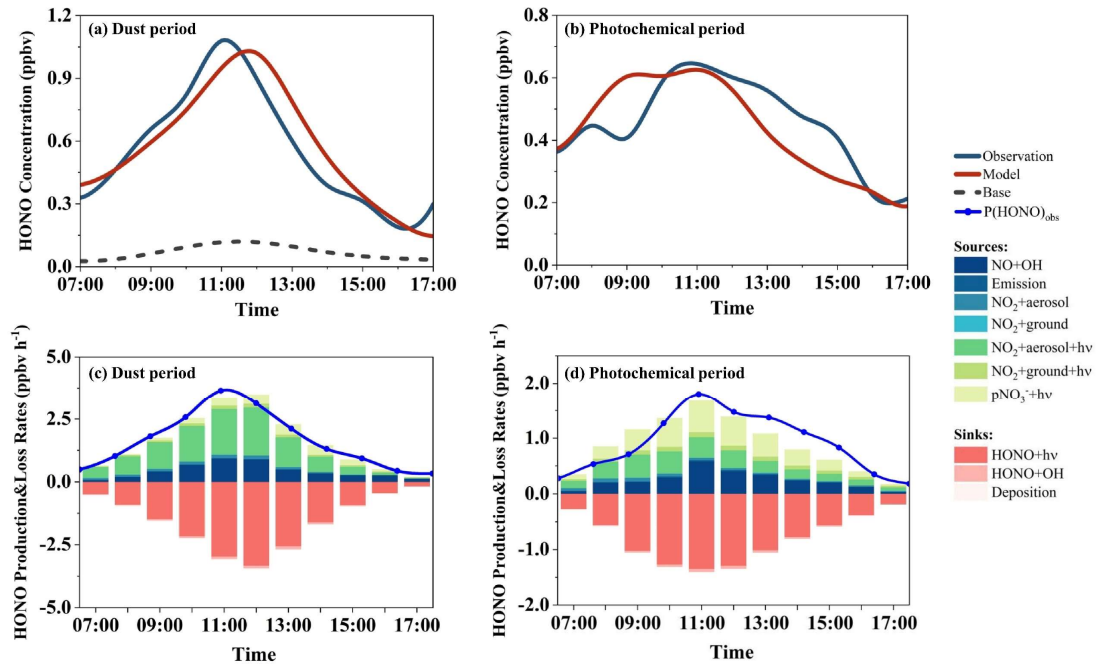 (a) Dust period
HONO Concentration (ppbv)
1.2
0.9
0.6
0.3
0.0
07:00 09:00 11:00 13:00 15:00 17:00
Time
(b) Photochemical period
HONO Concentration (ppbv)
0.8
0.6
0.4
0.2
0.0
07:00 09:00 11:00 13:00 15:00 17:00
Time
(c) Dust period
HONO Production&Loss Rates (ppbv h-1)
5.0
2.5
0.0
-2.5
-5.0
07:00 09:00 11:00 13:00 15:00 17:00
Time
(d) Photochemical period
HONO Production&Loss Rates (ppbv h-1)
2.0
1.0
0.0
-1.0
-2.0
07:00 09:00 11:00 13:00 15:00 17:00
Time
Observation
Model
Base
P(HONO)obs
Sources:
NO+OH
Emission
NO2+aerosol
NO2+ground
NO2+aerosol+hν
NO2+ground+hν
pNO3-+hν
Sinks:
HONO+hν
HONO+OH
Deposition